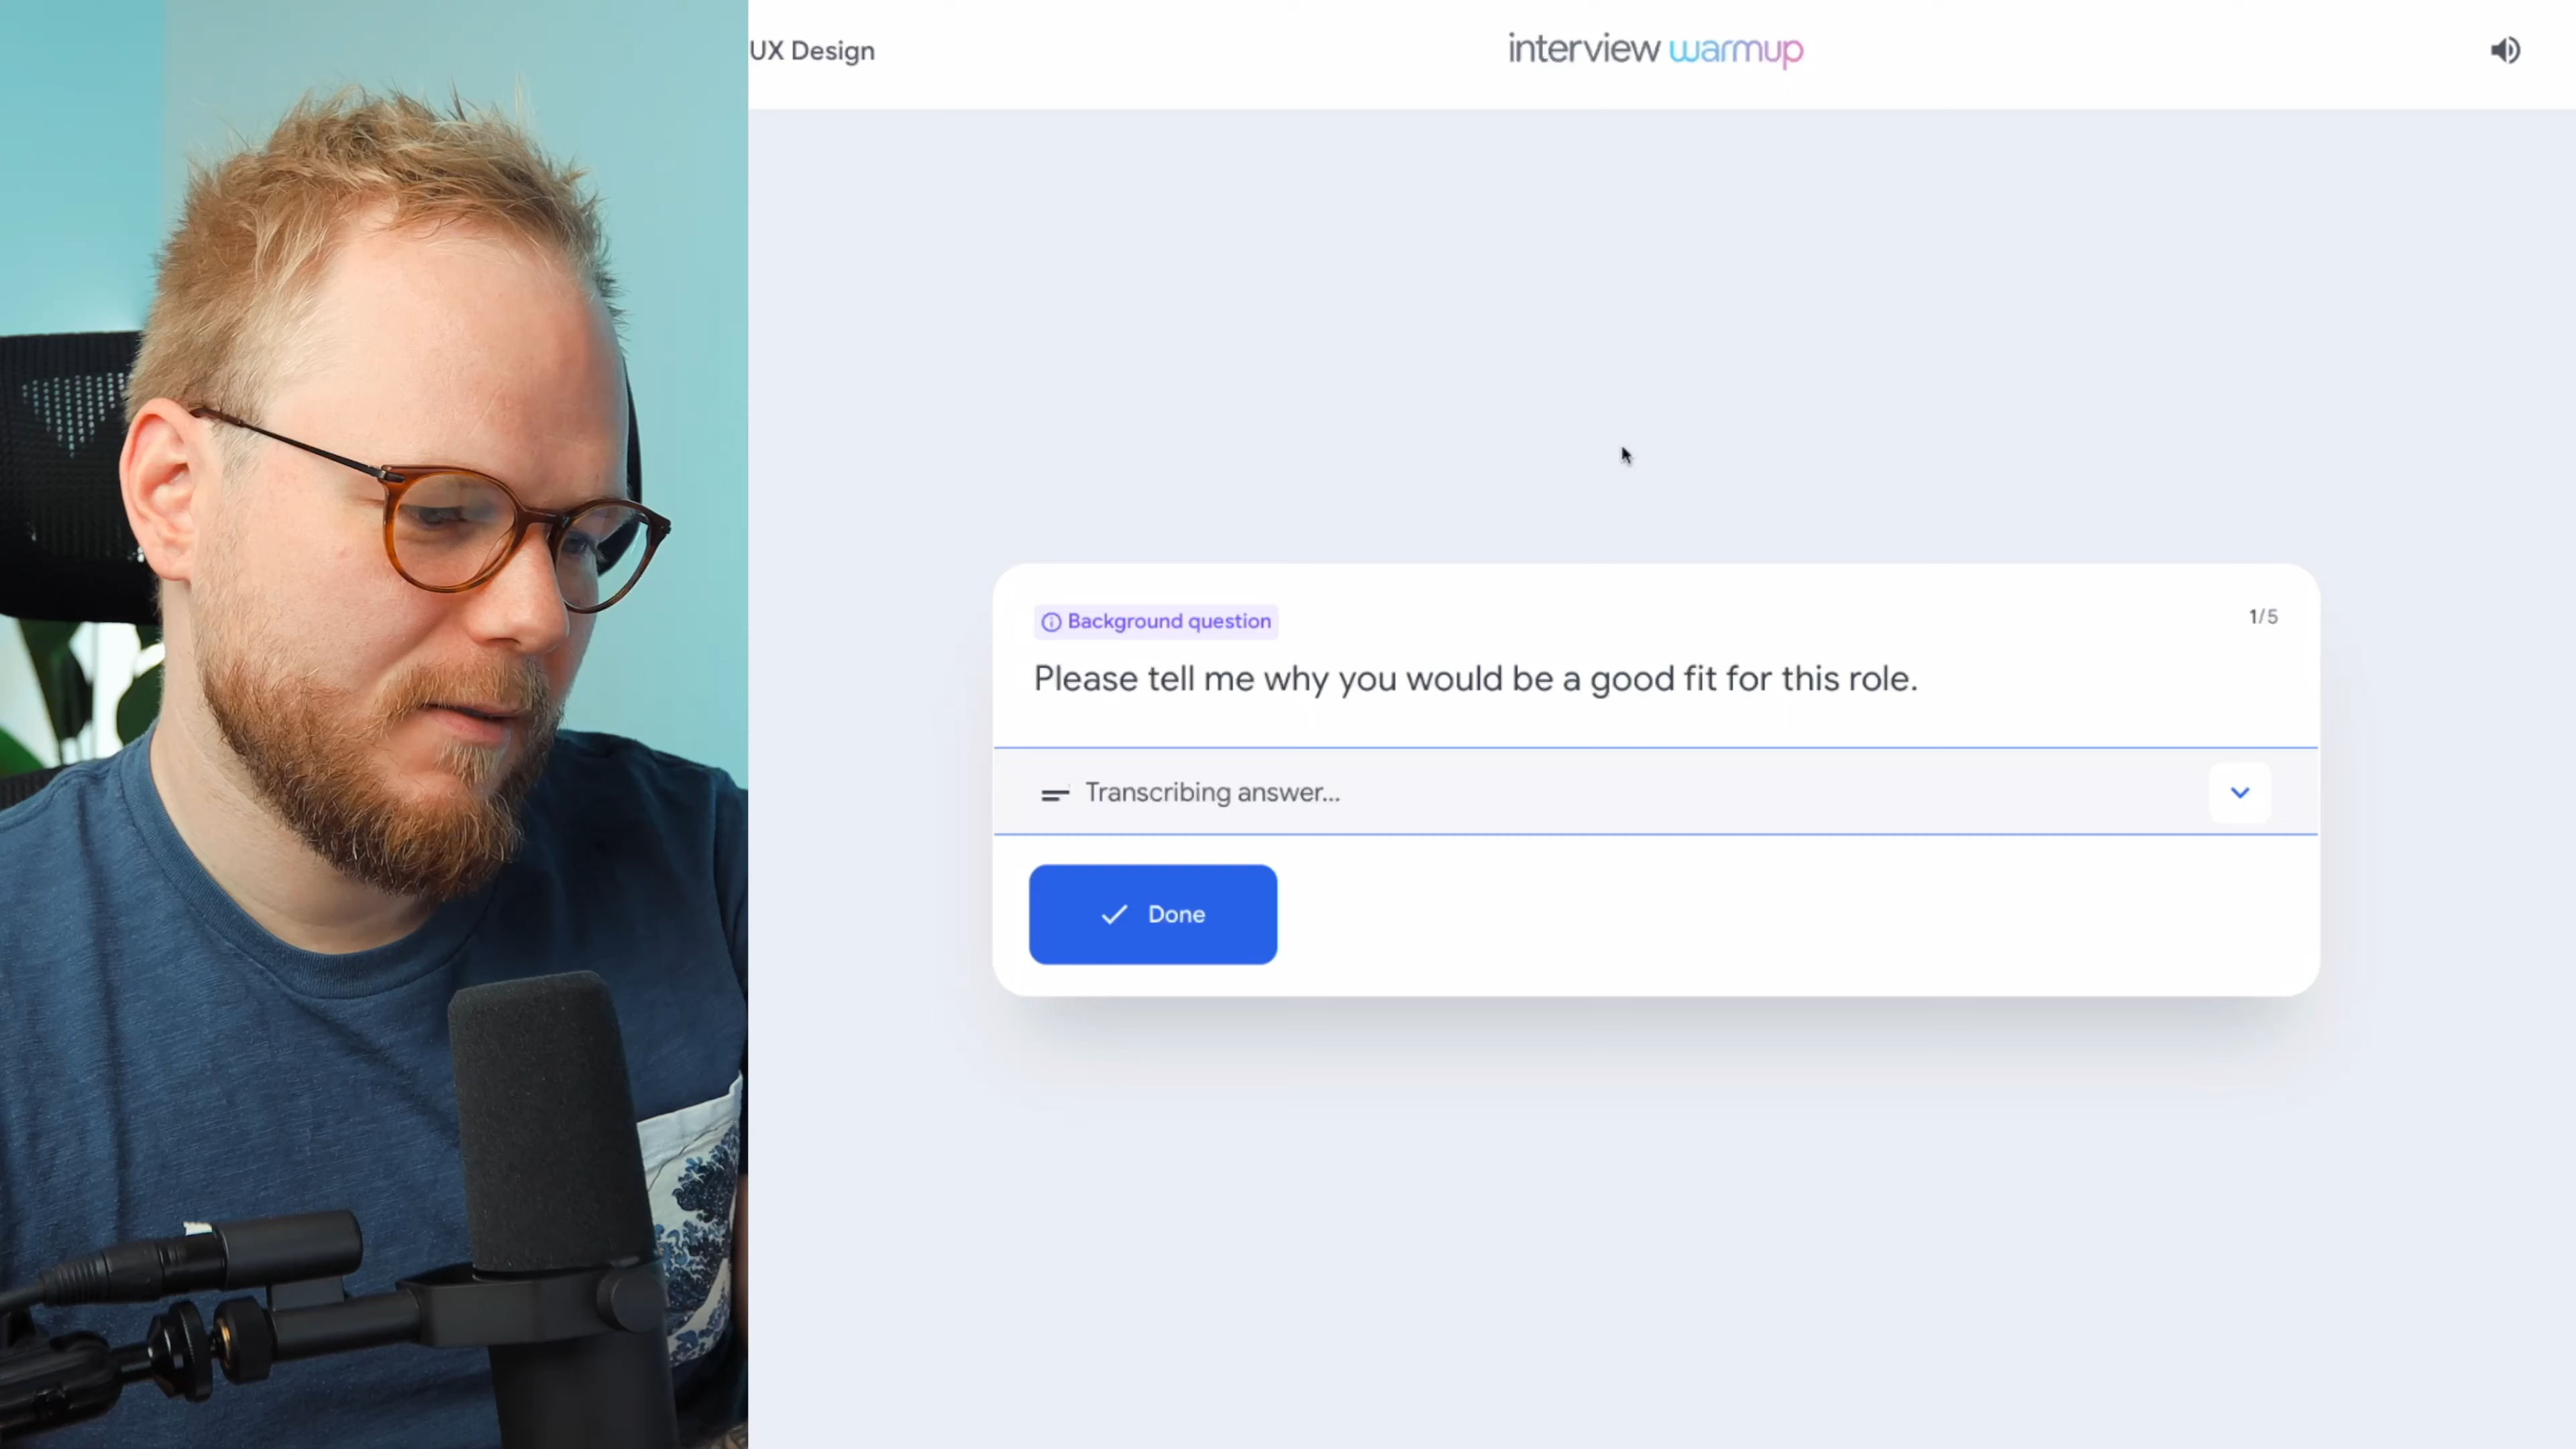 UX Design
interview warmup
Background question
1/5
Please tell me why you would be a good fit for this role.
Transcribing answer...
Done